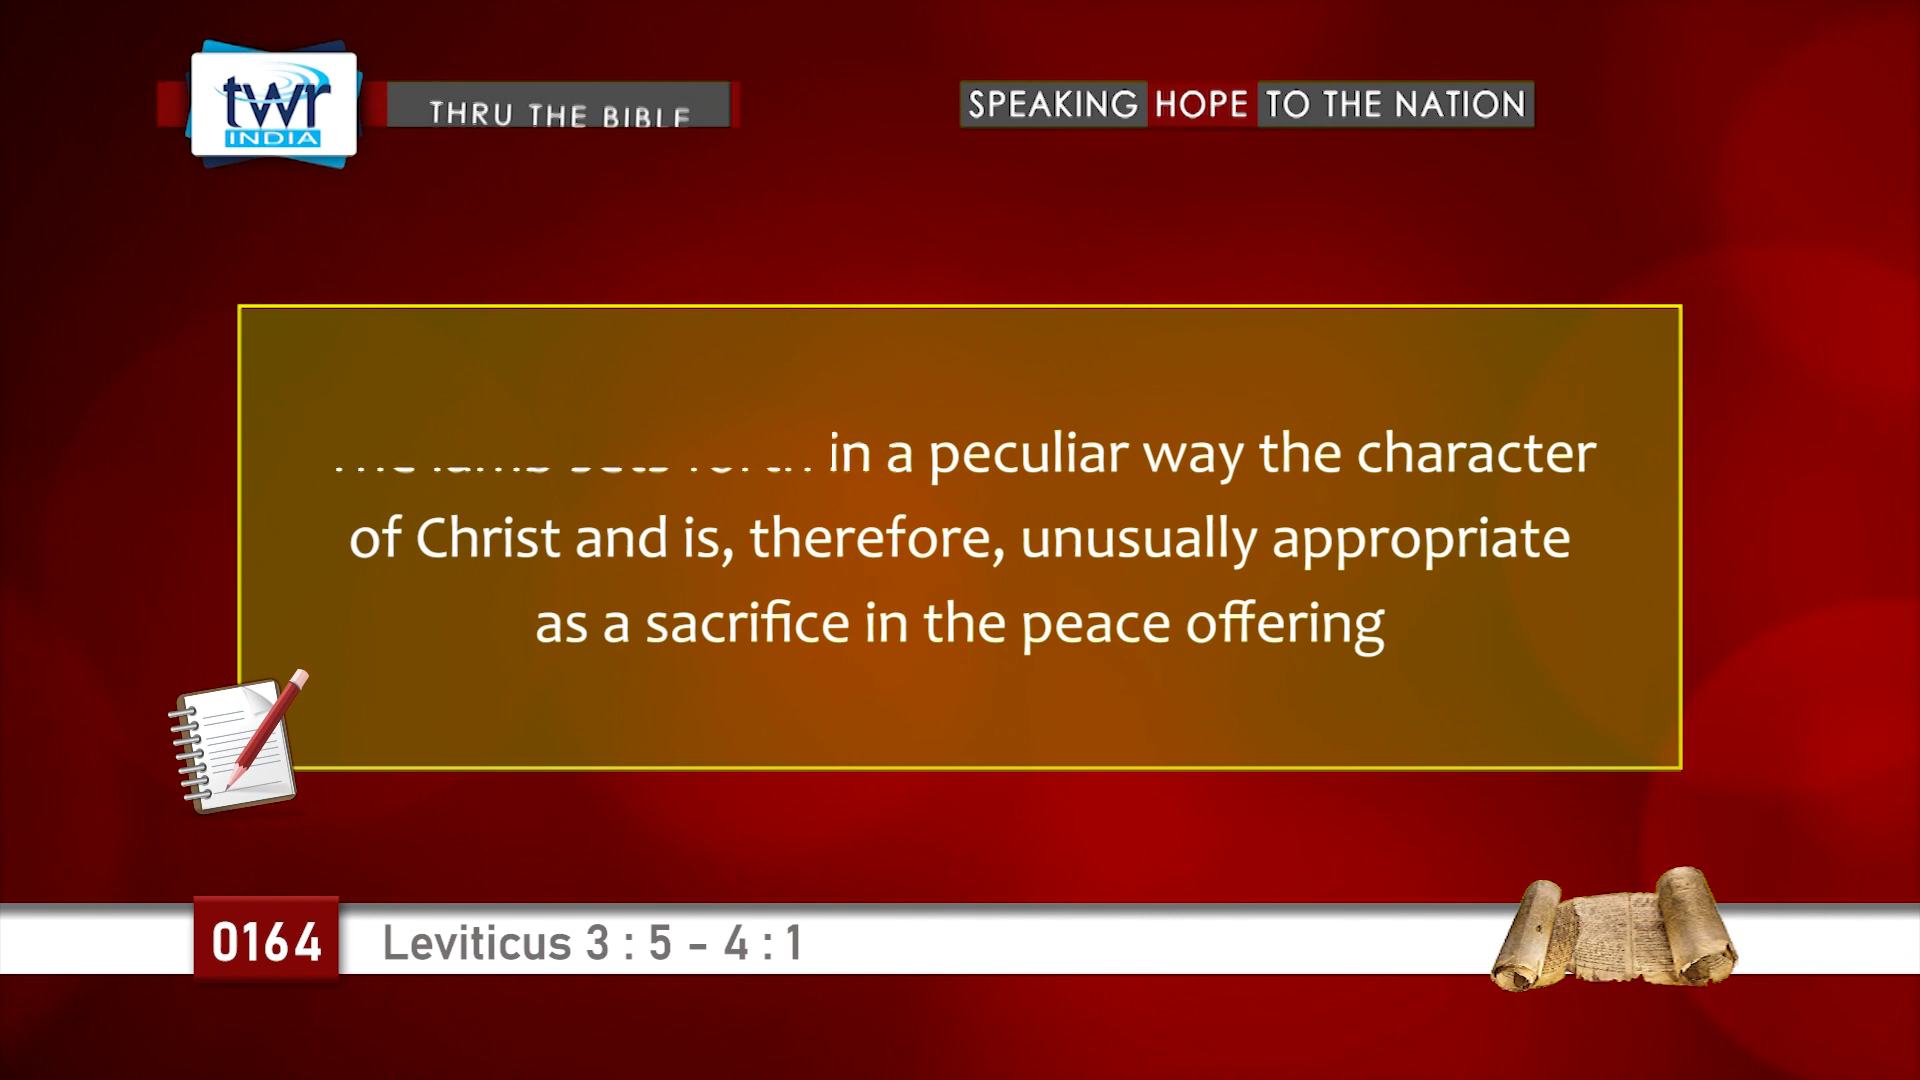 twr
INDIA
THRU THE BIBLE
SPEAKING HOPE TO THE NATION
in a peculiar way the character
of Christ and is, therefore, unusually appropriate
as a sacrifice in the peace offering
0164
Leviticus 3 : 5 - 4 : 1